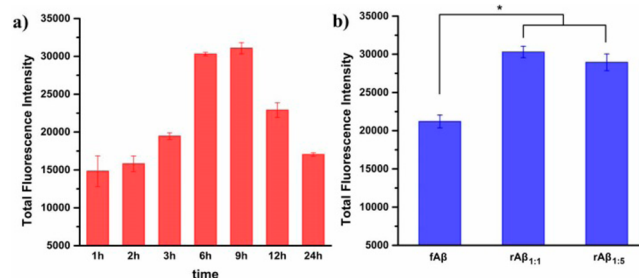 a)
Total Fluorescence Intensity
35000
30000
25000
20000
15000
10000
5000
1h 2h 3h 6h 9h 12h 24h
time
b)
Total Fluorescence Intensity
35000
30000
25000
20000
15000
10000
5000
*
fAβ rAβ1:1 rAβ1:5